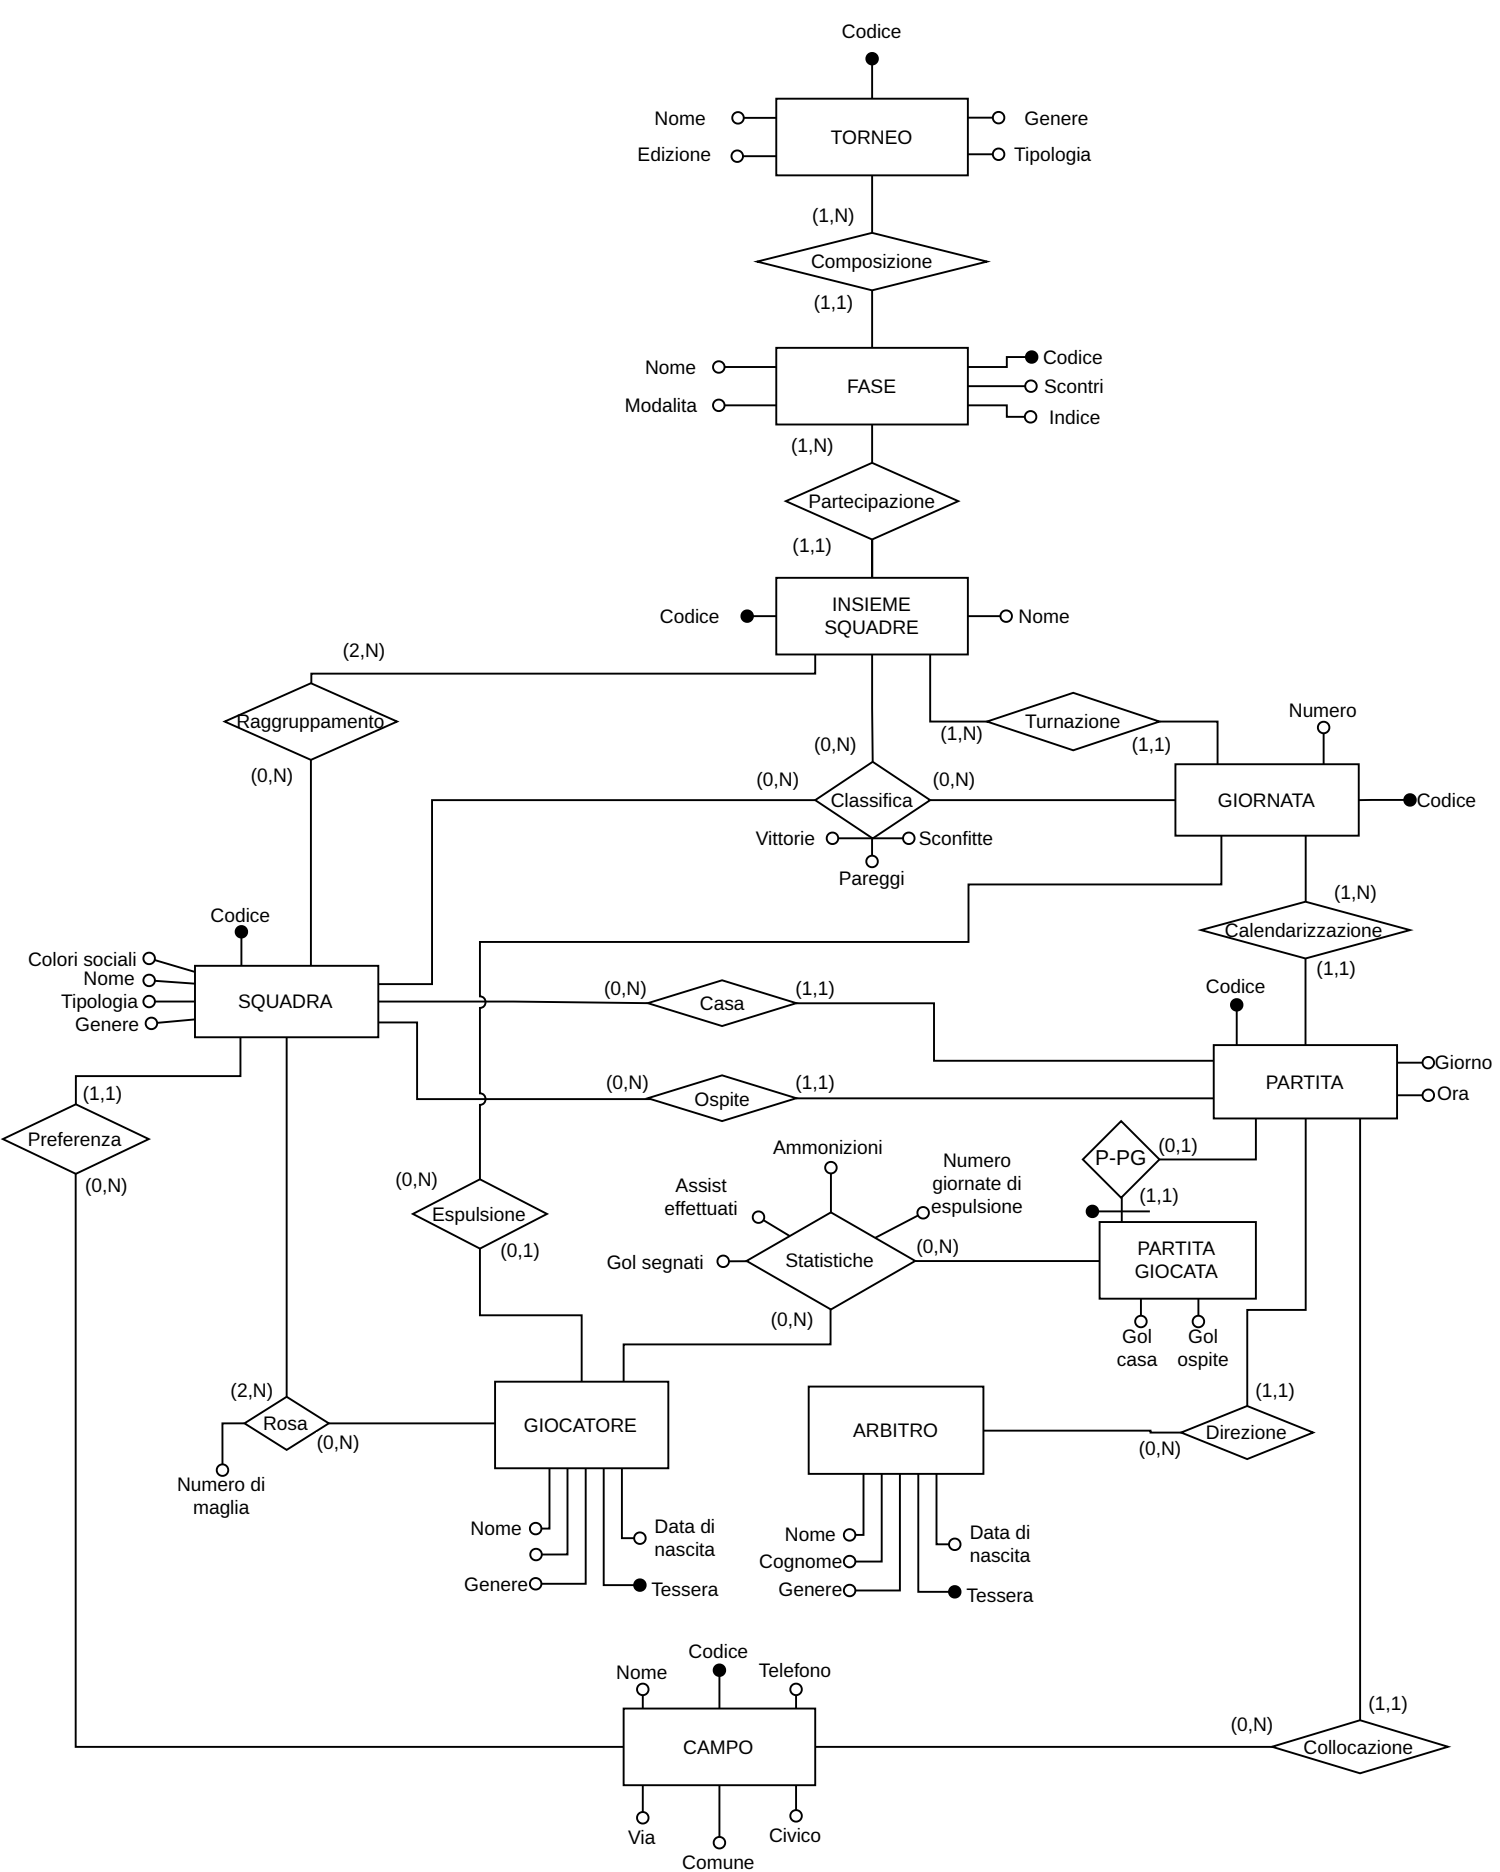 Codice
Nome
Genere
TORNEO
Edizione
Tipologia
(1,N)
Composizione
(1,1)
Codice
Nome
FASE
Scontri
Modalita
Indice
(1,N)
Partecipazione
(1,1)
INSIEME
SQUADRE
Codice
Nome
(2,N)
Raggruppamento
(0,N)
Turnazione
(1,N)
(1,1)
Numero
(0,N)
(0,N)
(0,N)
Classifica
GIORNATA
Codice
Vittorie
Sconfitte
Pareggi
(1,N)
Calendarizzazione
(1,1)
Codice
Colori sociali
Nome
Tipologia
Genere
SQUADRA
(0,N)
Casa
(1,1)
Codice
PARTITA
Giorno
Ora
(0,N)
Ospite
(1,1)
(1,1)
Preferenza
(0,N)
Ammonizioni
Assist
effettuati
Numero
giornate di
espulsione
P-PG
(0,1)
(1,1)
(0,N)
Espulsione
(0,1)
Gol segnati
Statistiche
(0,N)
(0,N)
PARTITA
GIOCATA
Gol
casa
Gol
ospite
(2,N)
Rosa
(0,N)
Numero di
maglia
GIOCATORE
ARBITRO
(1,1)
Direzione
(0,N)
Nome
Genere
Data di
nascita
Tessera
Nome
Cognome
Genere
Data di
nascita
Tessera
Codice
Nome
Telefono
CAMPO
(0,N)
(1,1)
Collocazione
Via
Comune
Civico